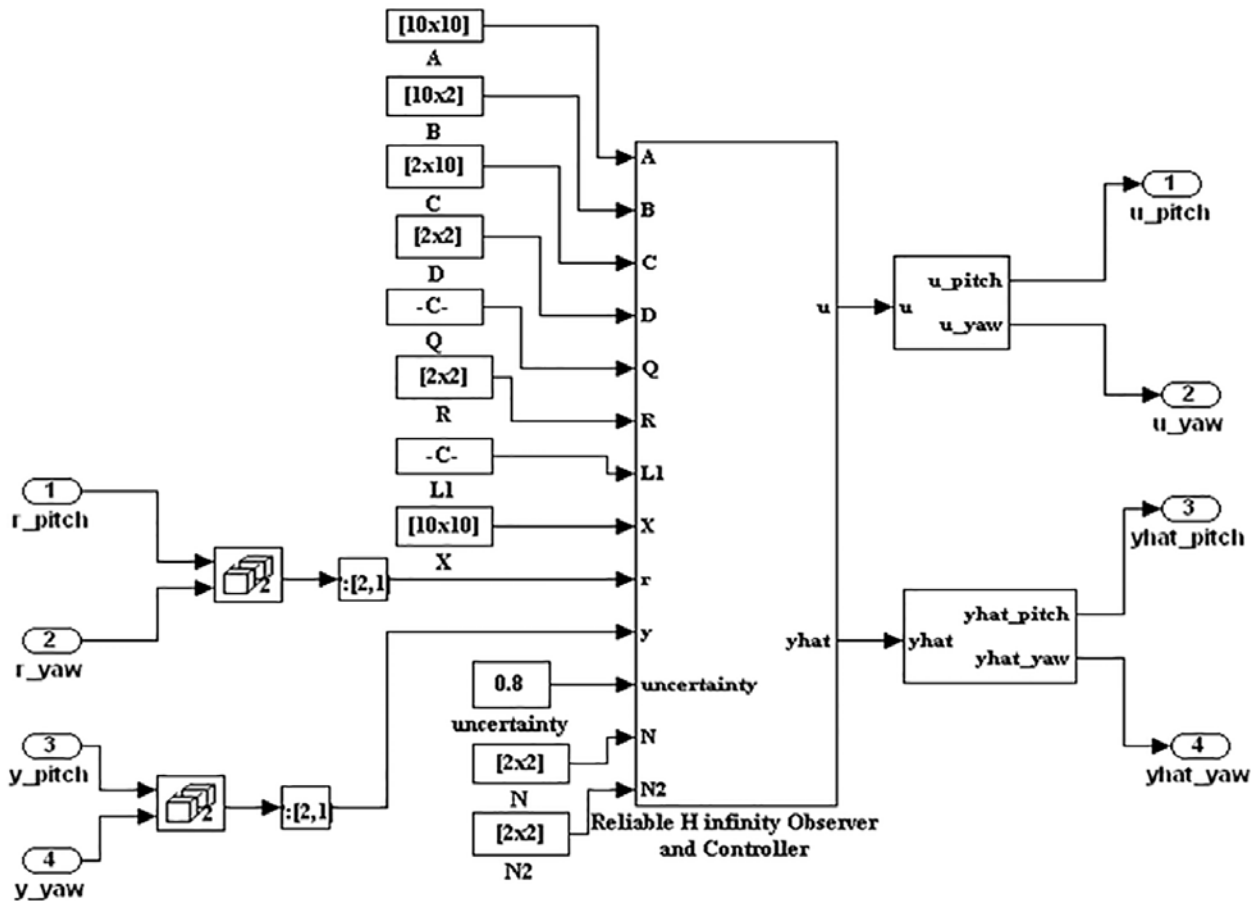 [10x10]
A
[10x2]
B
[2x10]
C
[2x2]
D
-C-
Q
[2x2]
R
-C-
L1
[10x10]
X
1
r_pitch
2
r_yaw
2
:[2,1]
3
y_pitch
4
y_yaw
2
:[2,1]
0.8
uncertainty
[2x2]
N
[2x2]
N2
A
B
C
D
Q
R
L1
X
r
y
uncertainty
N
N2
u
yhat
Reliable H infinity Observer
and Controller
u
u_pitch
u_yaw
1
u_pitch
2
u_yaw
yhat
yhat_pitch
yhat_yaw
3
yhat_pitch
4
yhat_yaw